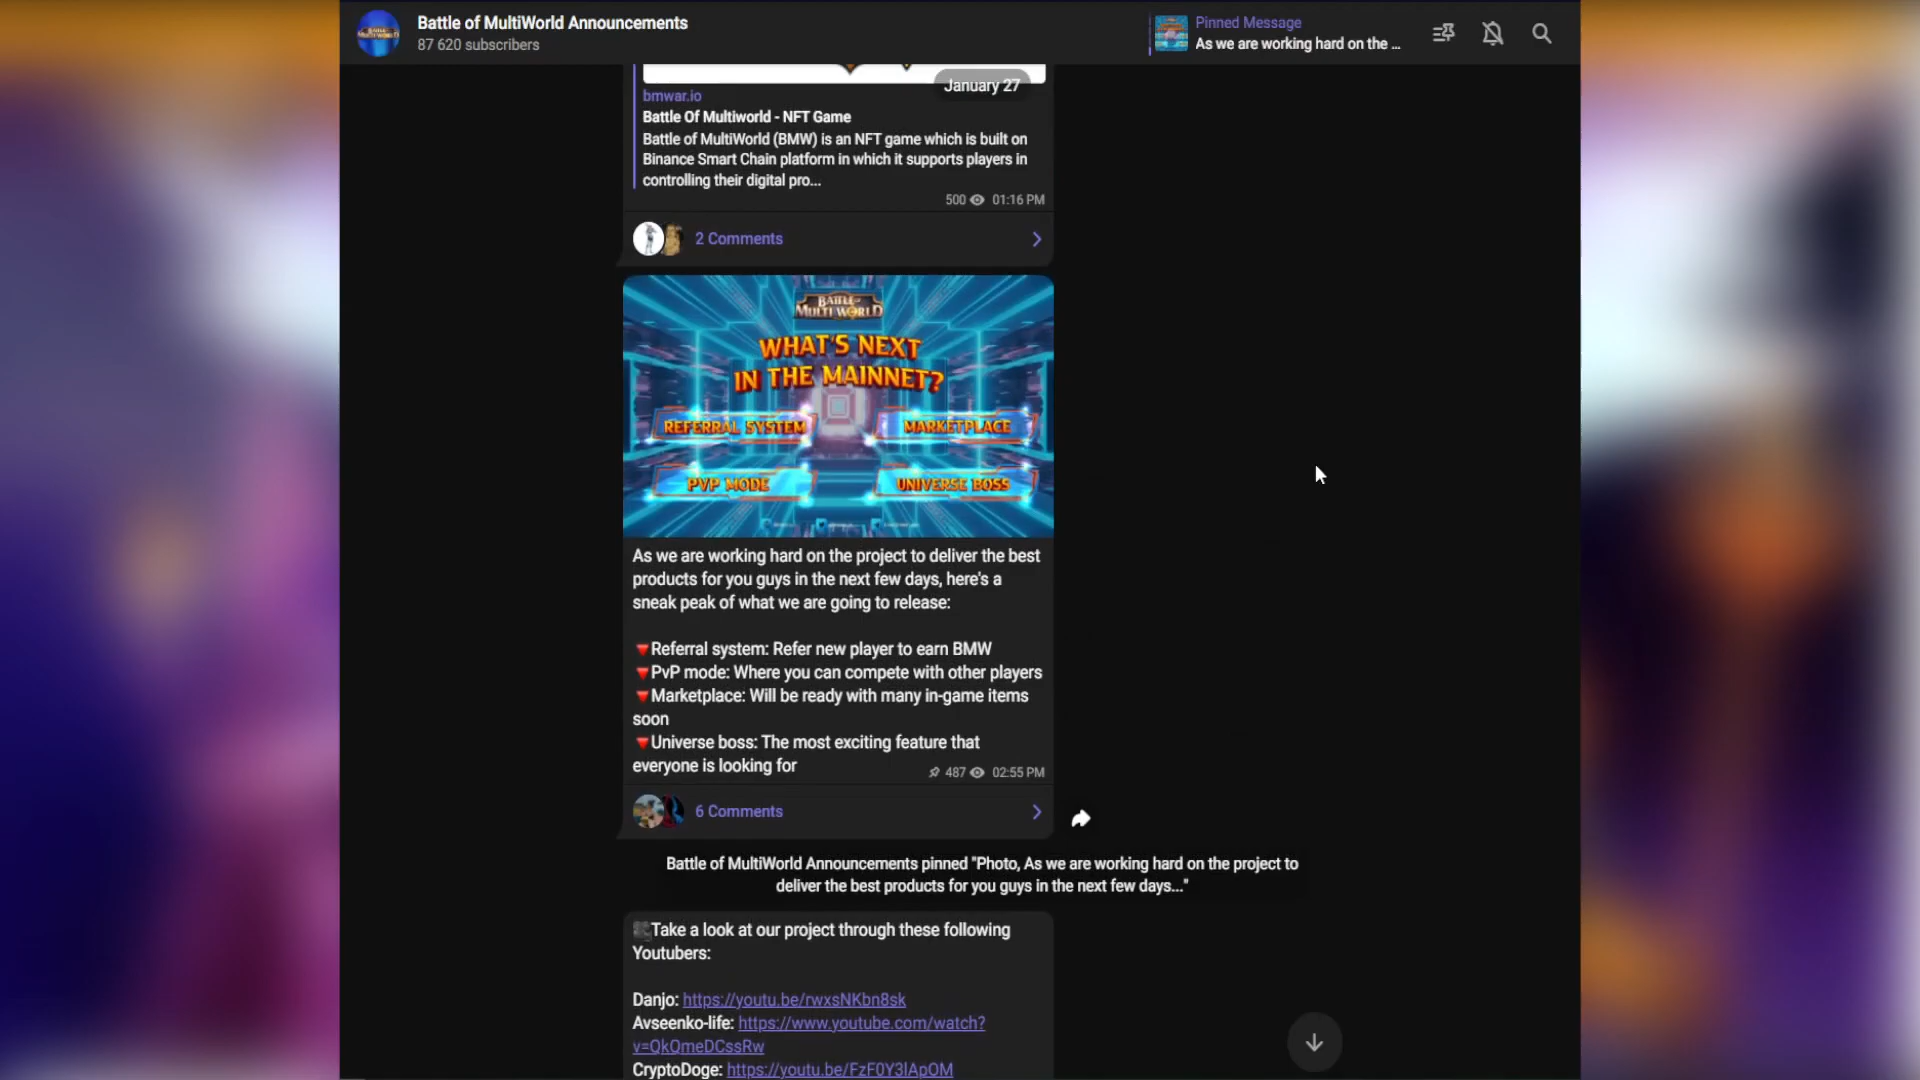 Battle of MultiWorld Announcements
87 620 subscribers
Pinned Message
As we are working hard on the ...
January 27
bmwar.io
Battle Of Multiworld - NFT Game
Battle of MultiWorld (BMW) is an NFT game which is built on
Binance Smart Chain platform in which it supports players in
controlling their digital pro...
500 01:16 PM
2 Comments
BATTLE OF
MULTI WORLD
WHAT'S NEXT
IN THE MAINNET?
REFERRAL SYSTEM
MARKETPLACE
PVP MODE
UNIVERSE BOSS
As we are working hard on the project to deliver the best
products for you guys in the next few days, here's a
sneak peak of what we are going to release:
🔻Referral system: Refer new player to earn BMW
🔻PvP mode: Where you can compete with other players
🔻Marketplace: Will be ready with many in-game items
soon
🔻Universe boss: The most exciting feature that
everyone is looking for
487 02:55 PM
6 Comments
Battle of MultiWorld Announcements pinned "Photo, As we are working hard on the project to
deliver the best products for you guys in the next few days..."
Take a look at our project through these following
Youtubers:
Danjo: https://youtu.be/rwxsNKbn8sk
Avseenko-life: https://www.youtube.com/watch?
v=QkQmeDCssRw
CryptoDoge: https://youtu.be/FzF0Y3lApOM